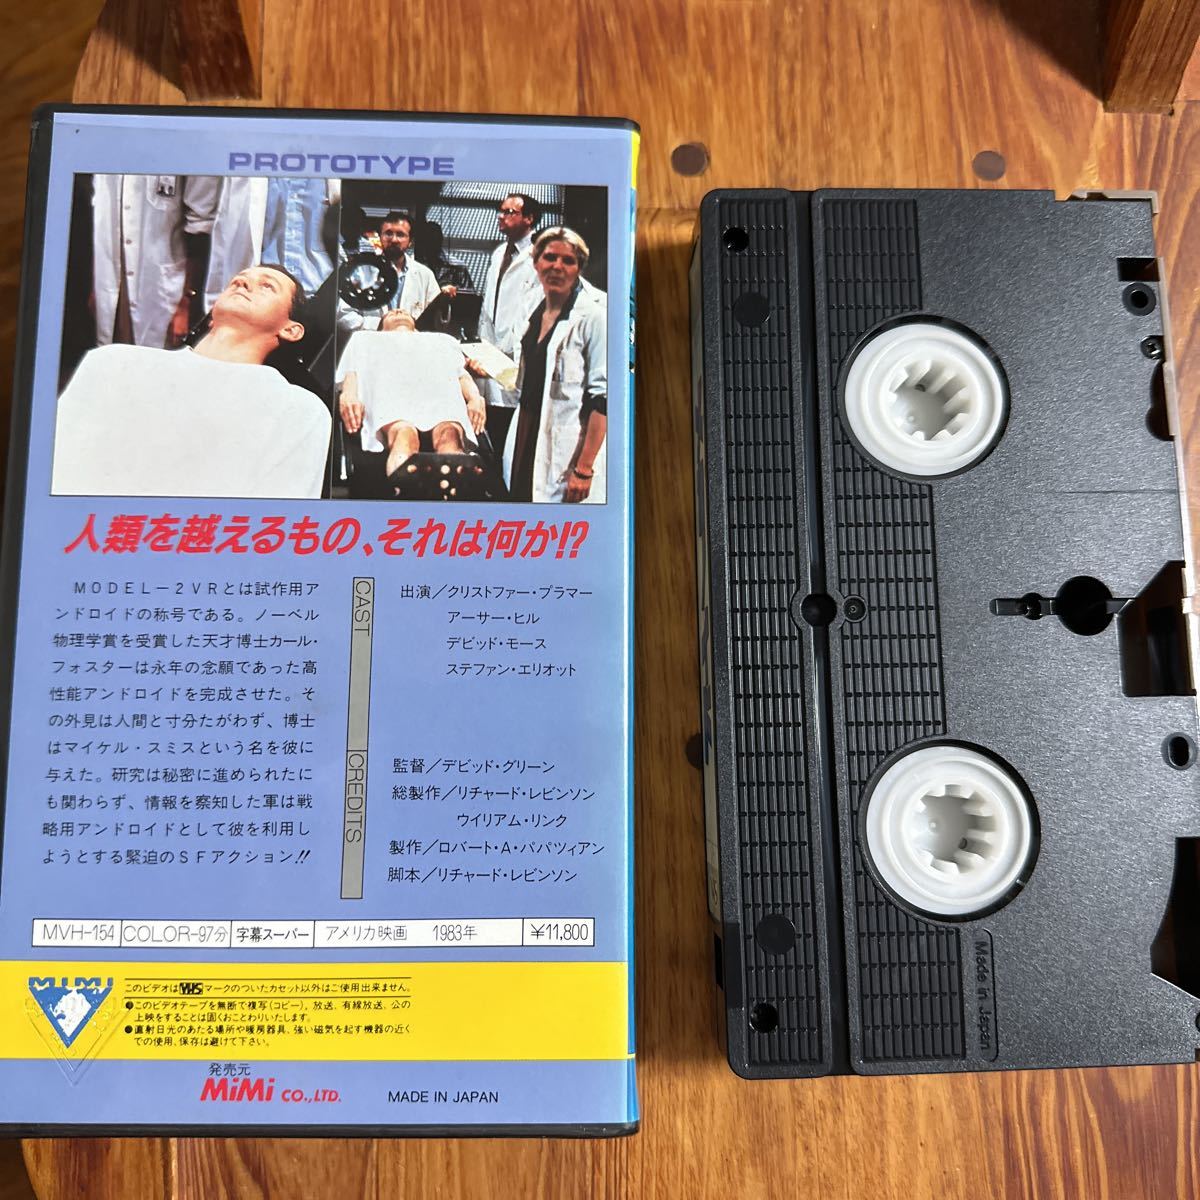 PROTOTYPE
人類を越えるもの、それは何か!?
MODEL－2VRとは試作用ア
ンドロイドの称号である。ノーベル
物理学賞を受賞した天才博士カール・
フォスターは永年の念願であった高
性能アンドロイドを完成させた。そ
の外見は人間と寸分たがわず、博士
はマイケル・スミスという名を彼に
与えた。研究は秘密に進められたに
も関わらず、情報を察知した軍は戦
略用アンドロイドとして彼を利用し
ようとする緊迫のSFアクション!!
CAST
出演／クリストファー・プラマー
アーサー・ヒル
デビッド・モース
ステファン・エリオット
CREDITS
監督／デビッド・グリーン
総製作／リチャード・レビンソン
ウイリアム・リンク
製作／ロバート・A・パパツィアン
脚本／リチャード・レビンソン
MVH-154 COLOR-97分 字幕スーパー アメリカ映画 1983年 ¥11,800
MIMI
このビデオはVHSマークのついたカセット以外はご使用出来ません。
●このビデオテープを無断で複写(コピー)、放送、有線放送、公の
上映をすることは固くおことわりいたします。
●直射日光のあたる場所や暖房器具、強い磁気を起す機器の近く
での使用、保存は避けて下さい。
発売元
MiMi CO.,LTD.
MADE IN JAPAN
Made in Japan